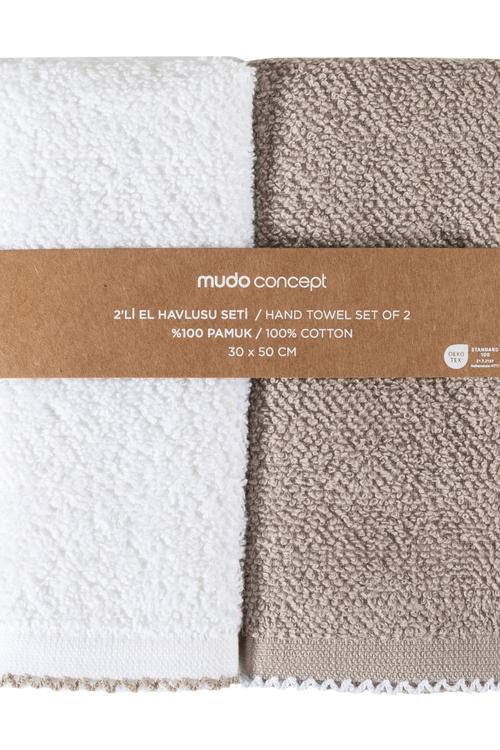 mudo concept
2'Lİ EL HAVLUSU SETİ / HAND TOWEL SET OF 2
%100 PAMUK / 100% COTTON
30 x 50 CM
OEKO
TEX
STANDARD
100